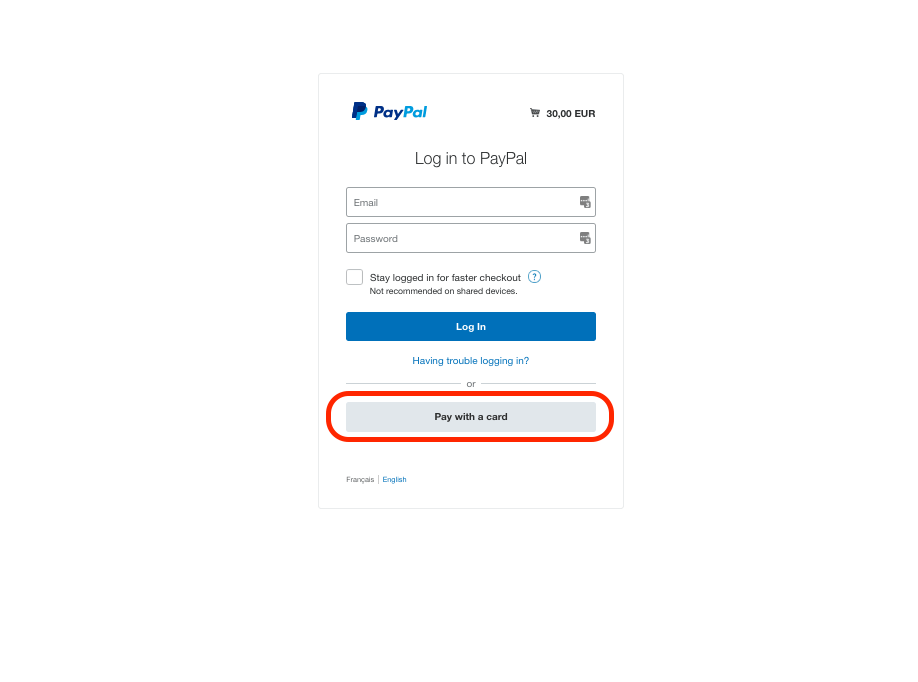 PayPal
30,00 EUR
Log in to PayPal
Email
Password
Stay logged in for faster checkout ?
Not recommended on shared devices.
Log In
Having trouble logging in?
or
Pay with a card
Français | English